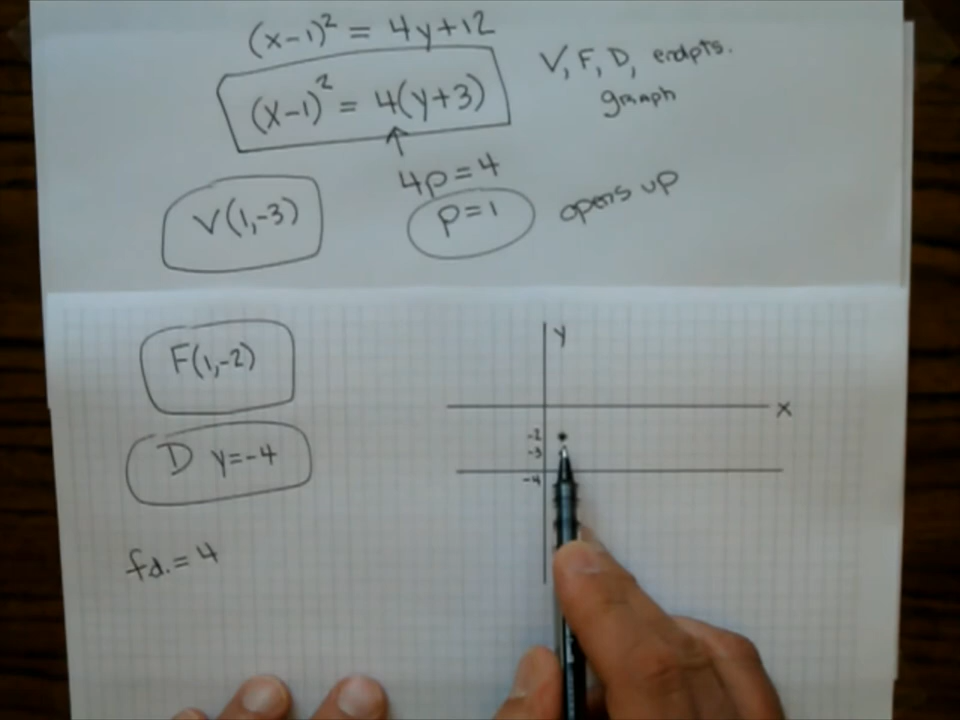 (x-1)² = 4y+12
(x-1)² = 4(y+3)
V, F, D, endpts.
graph
4p=4
V(1,-3)
p=1
opens up
F(1,-2)
D y=-4
fd.=4
y
x
-2
-3
-4